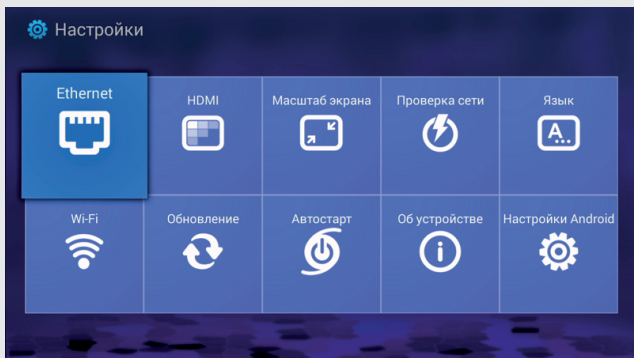 Настройки
Ethernet
HDMI
Масштаб экрана
Проверка сети
Язык
Wi-Fi
Обновление
Автостарт
Об устройстве
Настройки Android